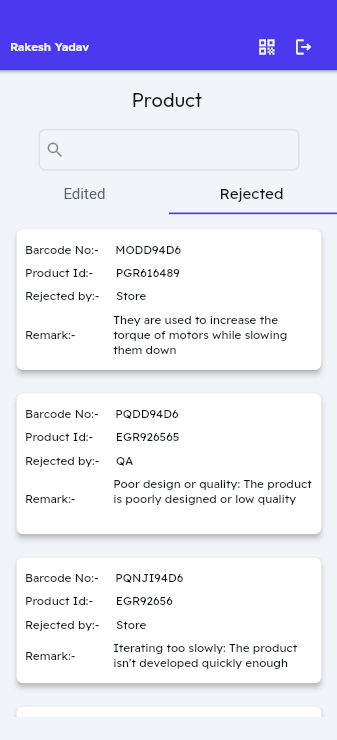 Rakesh Yadav
Product
Edited Rejected
Barcode No:- MODD94D6
Product Id:- PGR616489
Rejected by:- Store
Remark:- They are used to increase the
torque of motors while slowing
them down
Barcode No:- PQDD94D6
Product Id:- EGR926565
Rejected by:- QA
Remark:- Poor design or quality: The product
is poorly designed or low quality
Barcode No:- PQNJI94D6
Product Id:- EGR92656
Rejected by:- Store
Remark:- Iterating too slowly: The product
isn't developed quickly enough